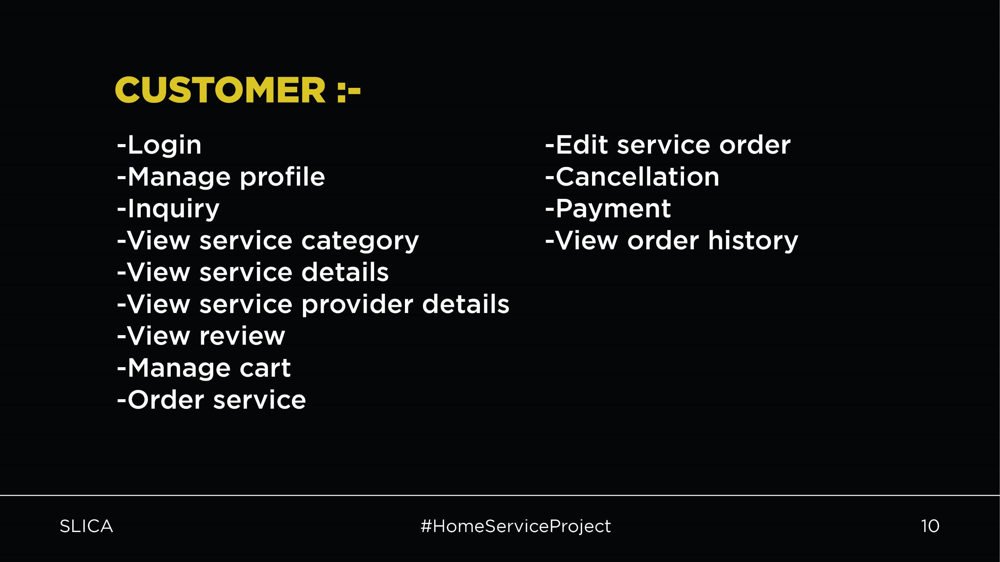 CUSTOMER :-
-Login
-Manage profile
-Inquiry
-View service category
-View service details
-View service provider details
-View review
-Manage cart
-Order service
-Edit service order
-Cancellation
-Payment
-View order history
SLICA
#HomeServiceProject
10